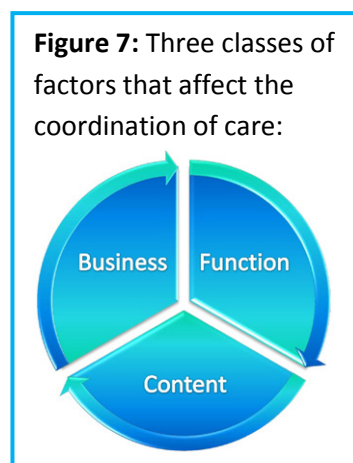 Figure 7: Three classes of
factors that affect the
coordination of care:
Business
Function
Content